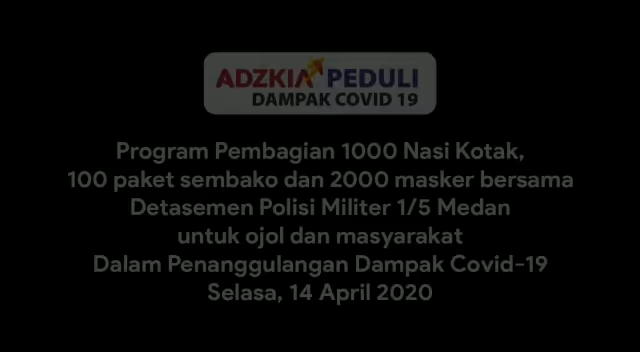 ADZKIA PEDULI
DAMPAK COVID 19
Program Pembagian 1000 Nasi Kotak,
100 paket sembako dan 2000 masker bersama
Detasemen Polisi Militer 1/5 Medan
untuk ojol dan masyarakat
Dalam Penanggulangan Dampak Covid-19
Selasa, 14 April 2020